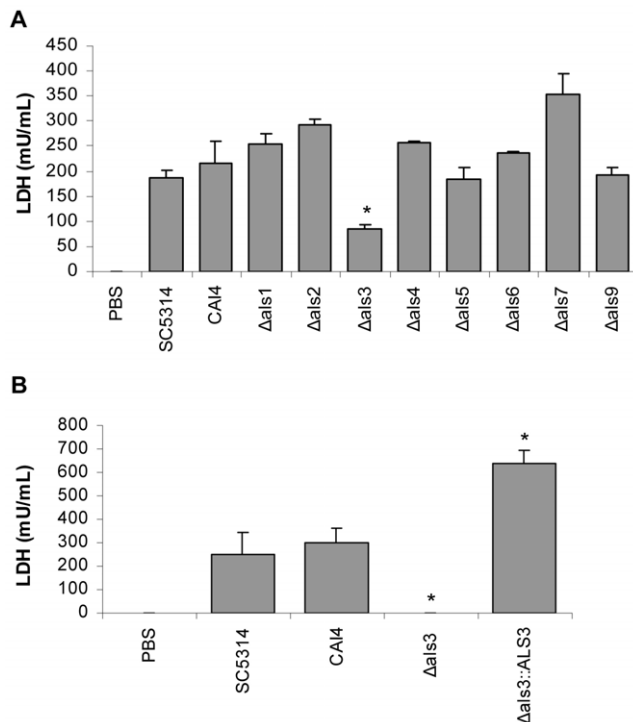 A
LDH (mU/mL)
450
400
350
300
250
200
150
100
50
0
*
PBS
SC5314
CAI4
Δals1
Δals2
Δals3
Δals4
Δals5
Δals6
Δals7
Δals9
B
LDH (mU/mL)
800
700
600
500
400
300
200
100
0
*
*
PBS
SC5314
CAI4
Δals3
Δals3::ALS3